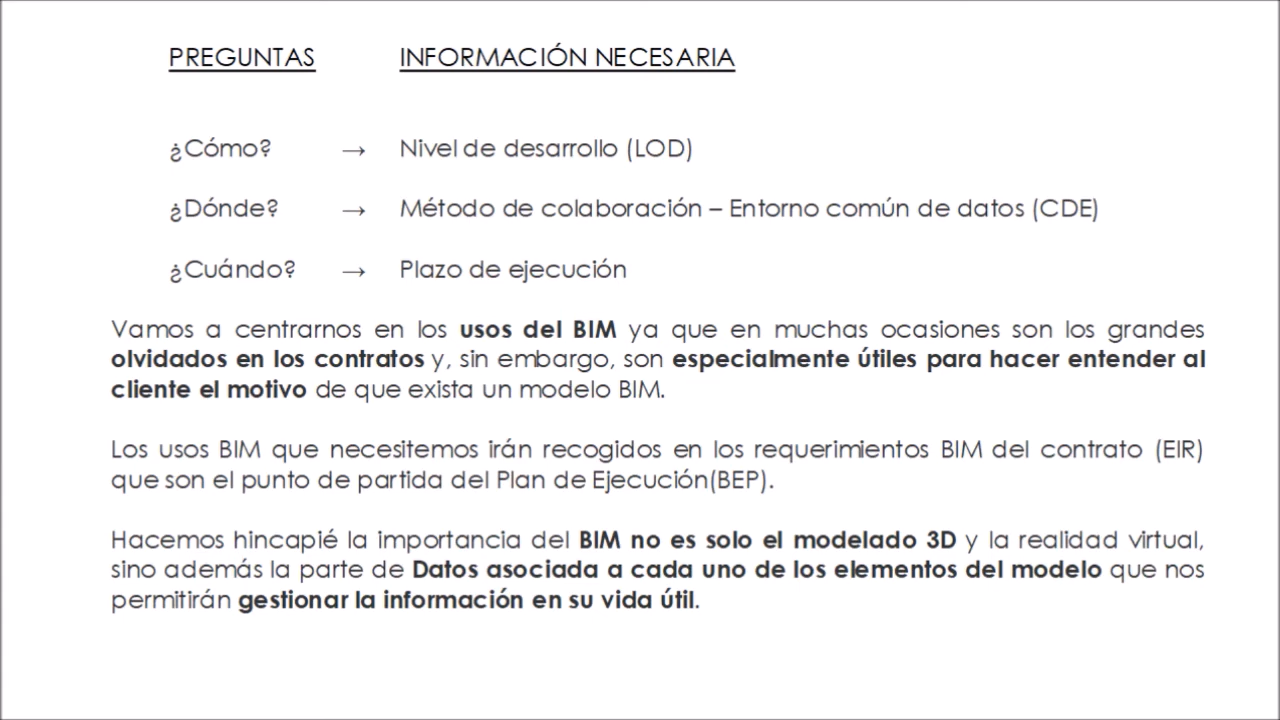 PREGUNTAS INFORMACIÓN NECESARIA
¿Cómo? → Nivel de desarrollo (LOD)
¿Dónde? → Método de colaboración – Entorno común de datos (CDE)
¿Cuándo? → Plazo de ejecución
Vamos a centrarnos en los usos del BIM ya que en muchas ocasiones son los grandes
olvidados en los contratos y, sin embargo, son especialmente útiles para hacer entender al
cliente el motivo de que exista un modelo BIM.
Los usos BIM que necesitemos irán recogidos en los requerimientos BIM del contrato (EIR)
que son el punto de partida del Plan de Ejecución(BEP).
Hacemos hincapié la importancia del BIM no es solo el modelado 3D y la realidad virtual,
sino además la parte de Datos asociada a cada uno de los elementos del modelo que nos
permitirán gestionar la información en su vida útil.